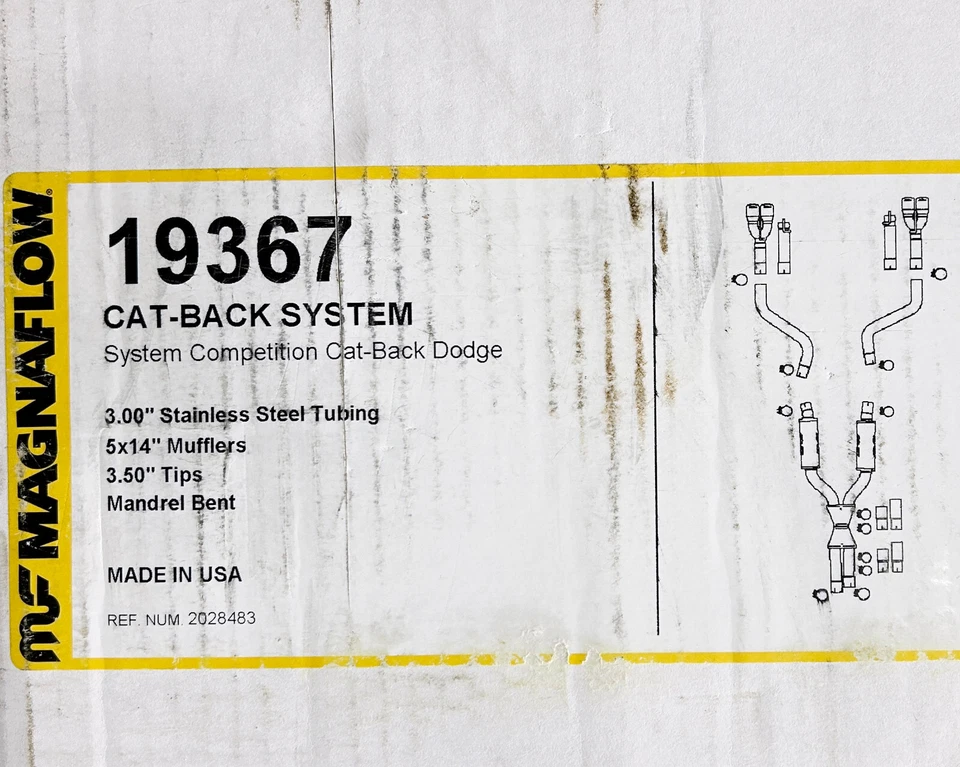 MF MAGNAFLOW®
19367
CAT-BACK SYSTEM
System Competition Cat-Back Dodge
3.00" Stainless Steel Tubing
5x14" Mufflers
3.50" Tips
Mandrel Bent
MADE IN USA
REF. NUM. 2028483